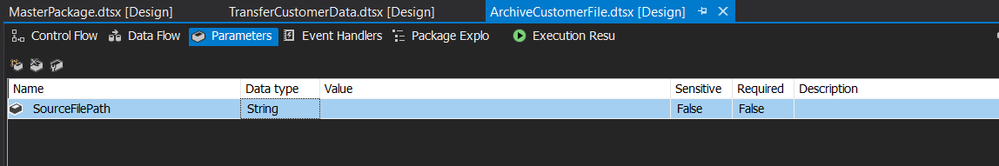 MasterPackage.dtsx [Design] TransferCustomerData.dtsx [Design] ArchiveCustomerFile.dtsx [Design]
Control Flow Data Flow Parameters Event Handlers Package Explo Execution Resu
Name Data type Value Sensitive Required Description
SourceFilePath String False False